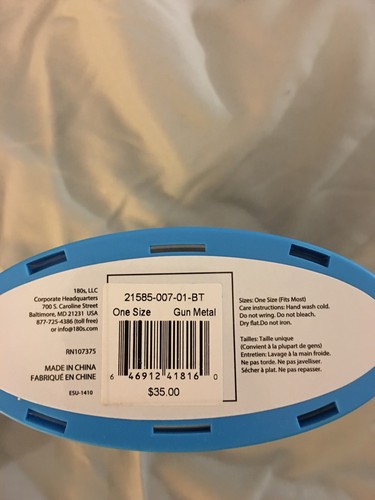 180s, LLC
Corporate Headquarters
700 S. Caroline Street
Baltimore, MD 21231 USA
877-725-4386 (toll free)
or info@180s.com
RN107375
MADE IN CHINA
FABRIQUÉ EN CHINE
ESU-1410
21585-007-01-BT
One Size Gun Metal
6 46912 41816 0
$35.00
Sizes: One Size (Fits Most)
Care instructions: Hand wash cold.
Do not wring. Do not bleach.
Dry flat.Do not iron.
Tailles: Taille unique
(Convient à la plupart de gens)
Entretien: Lavage à la main froide.
Ne pas torde. Ne pas javelliser.
Sécher à plat. Ne pas repasser.